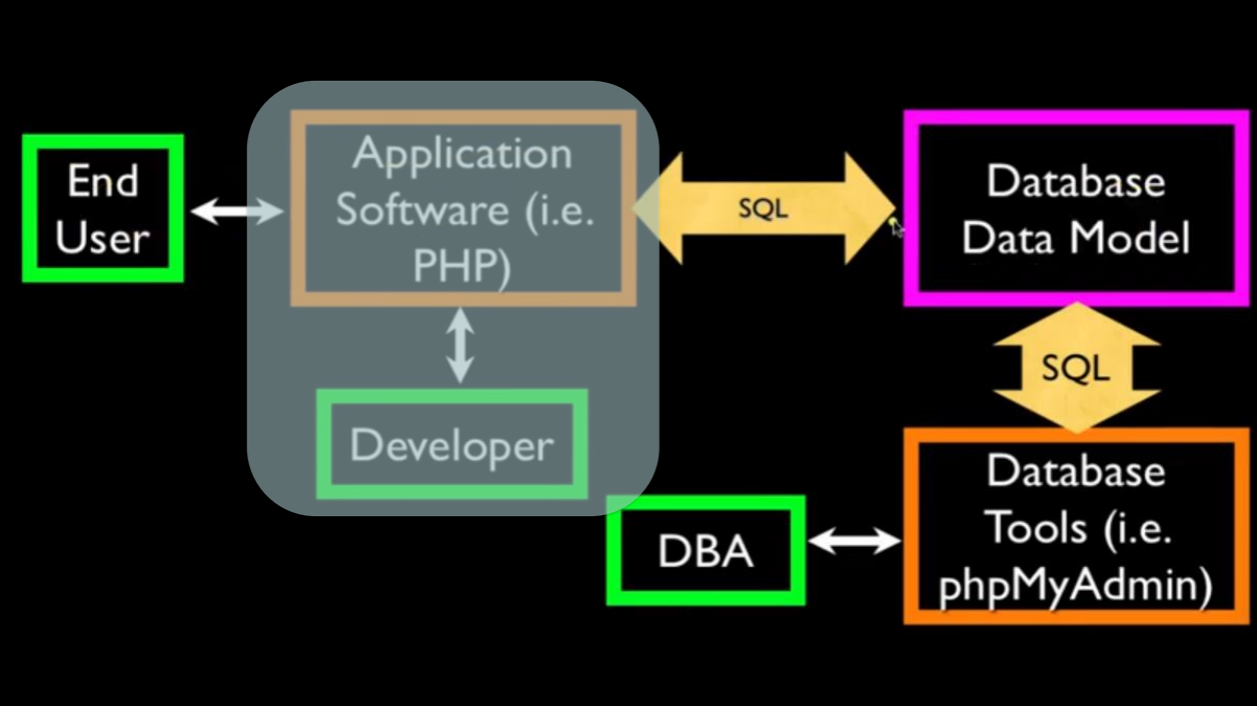 End
User
Application
Software (i.e.
PHP)
SQL
Database
Data Model
SQL
Developer
DBA
Database
Tools (i.e.
phpMyAdmin)